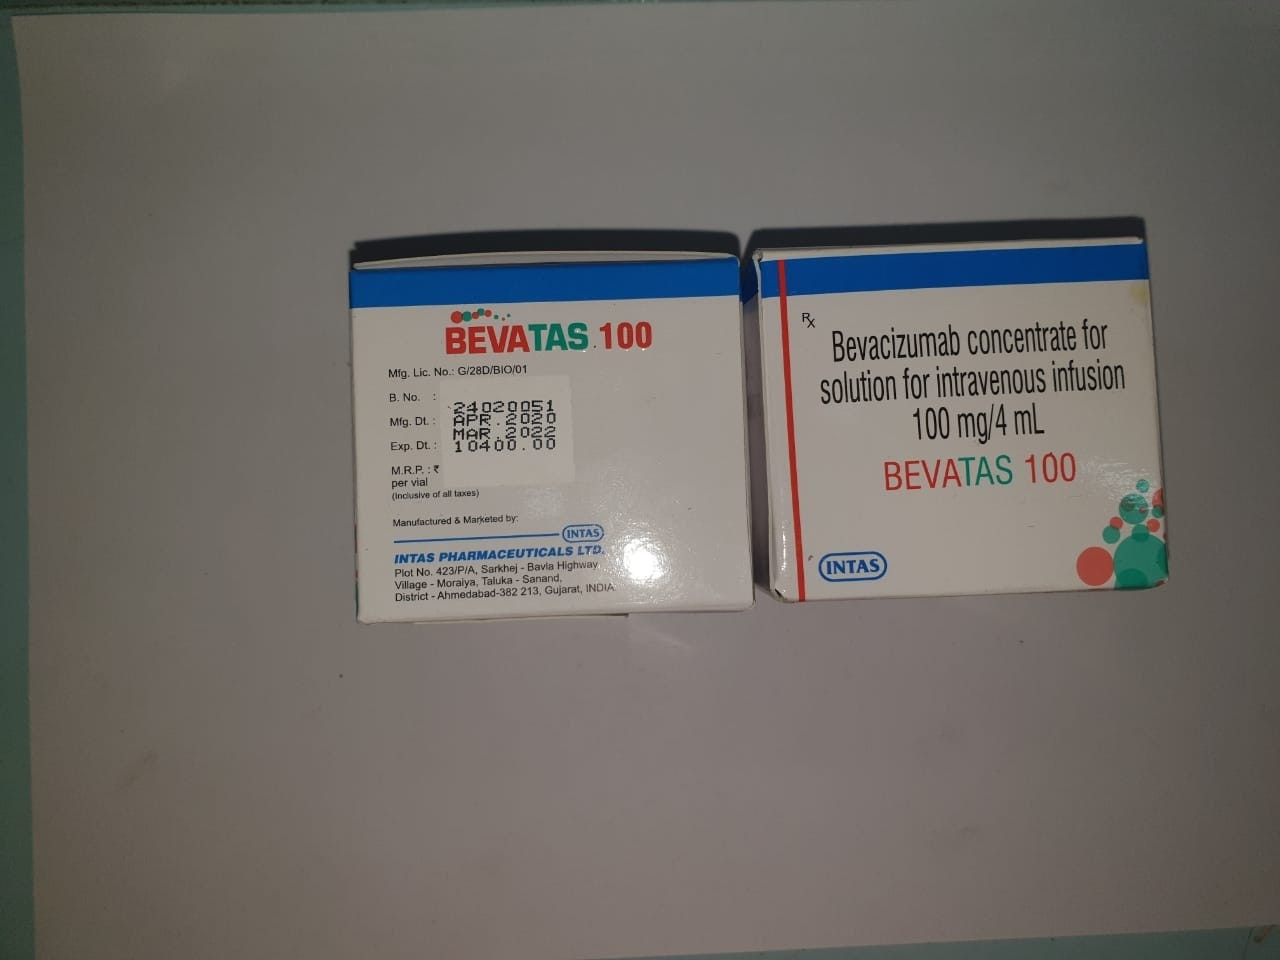 BEVATAS 100
Mfg. Lic. No.: G/28D/BIO/01
B. No. : 24020051
Mfg. Dt. : APR.2020
Exp. Dt. : MAR.2022
M.R.P. : ₹ 10400.00
per vial
(Inclusive of all taxes)
Manufactured & Marketed by:
INTAS
INTAS PHARMACEUTICALS LTD.
Plot No. 423/P/A, Sarkhej - Bavla Highway,
Village - Moraiya, Taluka - Sanand,
District - Ahmedabad-382 213, Gujarat, INDIA.
Rx
Bevacizumab concentrate for
solution for intravenous infusion
100 mg/4 mL
BEVATAS 100
INTAS